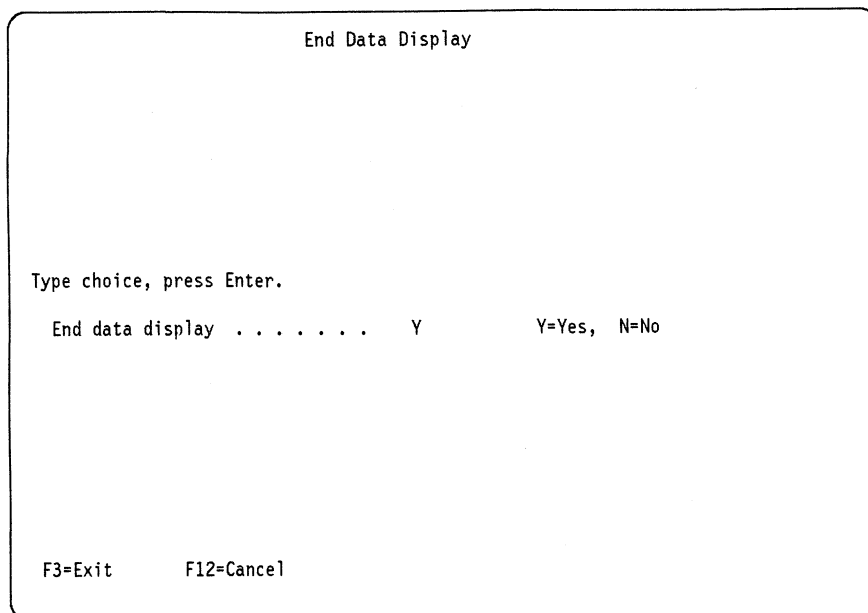 End Data Display
Type choice, press Enter.
End data display . . . . . . . Y Y=Yes, N=No
F3=Exit F12=Cancel